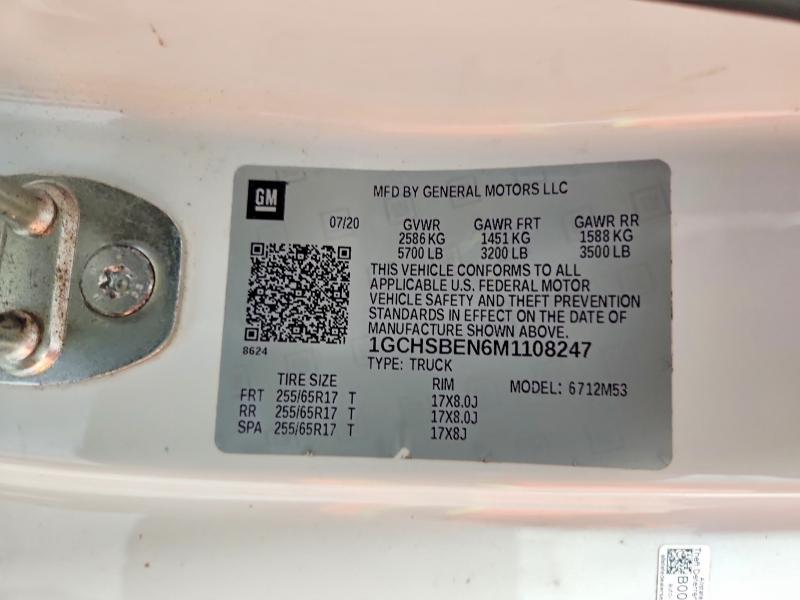 GM
MFD BY GENERAL MOTORS LLC
07/20 GVWR GAWR FRT GAWR RR
2586 KG 1451 KG 1588 KG
5700 LB 3200 LB 3500 LB
THIS VEHICLE CONFORMS TO ALL
APPLICABLE U.S. FEDERAL MOTOR
VEHICLE SAFETY AND THEFT PREVENTION
STANDARDS IN EFFECT ON THE DATE OF
MANUFACTURE SHOWN ABOVE.
8624
1GCHSBEN6M1108247
TYPE: TRUCK
TIRE SIZE RIM MODEL: 6712M53
FRT 255/65R17 T 17X8.0J
RR 255/65R17 T 17X8.0J
SPA 255/65R17 T 17X8J
Theft Deterrent
B00